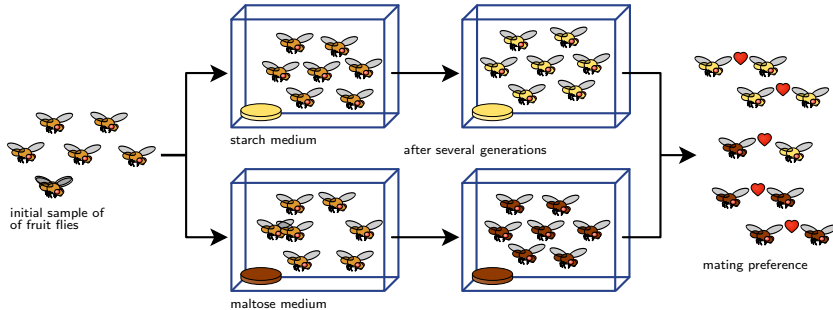 starch medium
after several generations
initial sample of
of fruit flies
maltose medium
mating preference